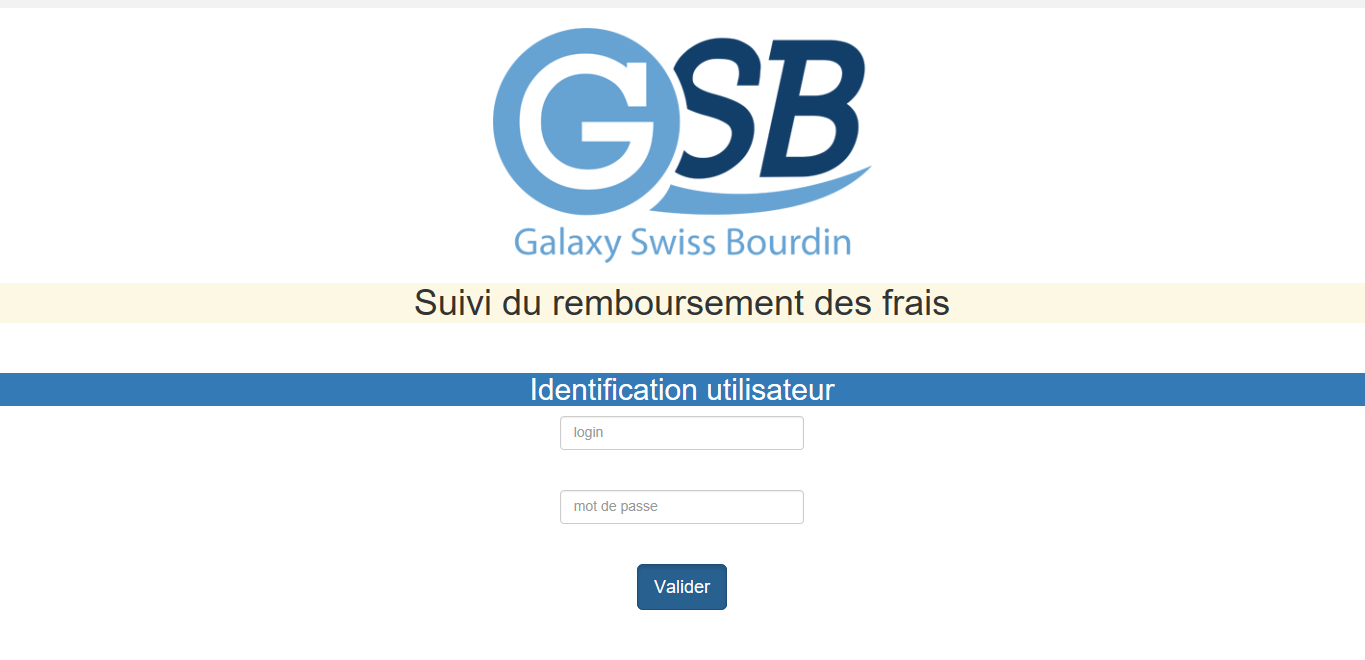 GSB
Galaxy Swiss Bourdin
Suivi du remboursement des frais
Identification utilisateur
login
mot de passe
Valider